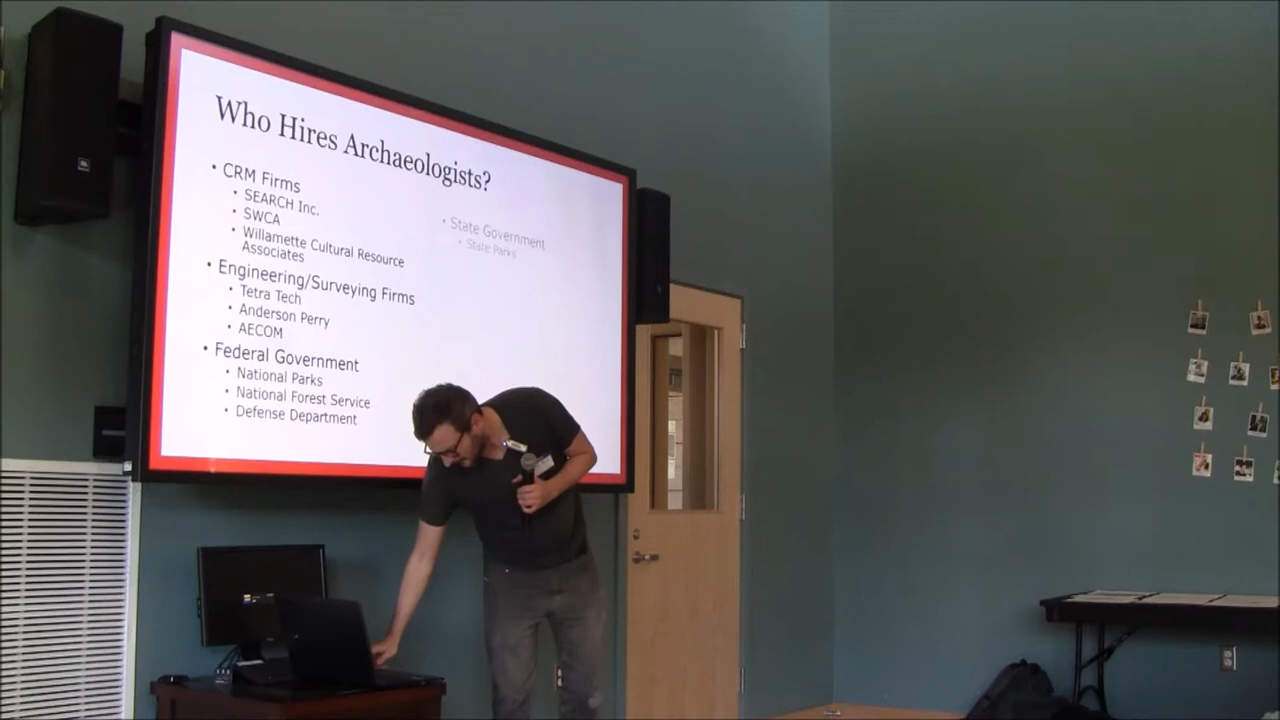 Who Hires Archaeologists?
• CRM Firms
• SEARCH Inc.
• SWCA
• Willamette Cultural Resource
Associates
• Engineering/Surveying Firms
• Tetra Tech
• Anderson Perry
• AECOM
• Federal Government
• National Parks
• National Forest Service
• Defense Department
• State Government
• State Parks
JBL